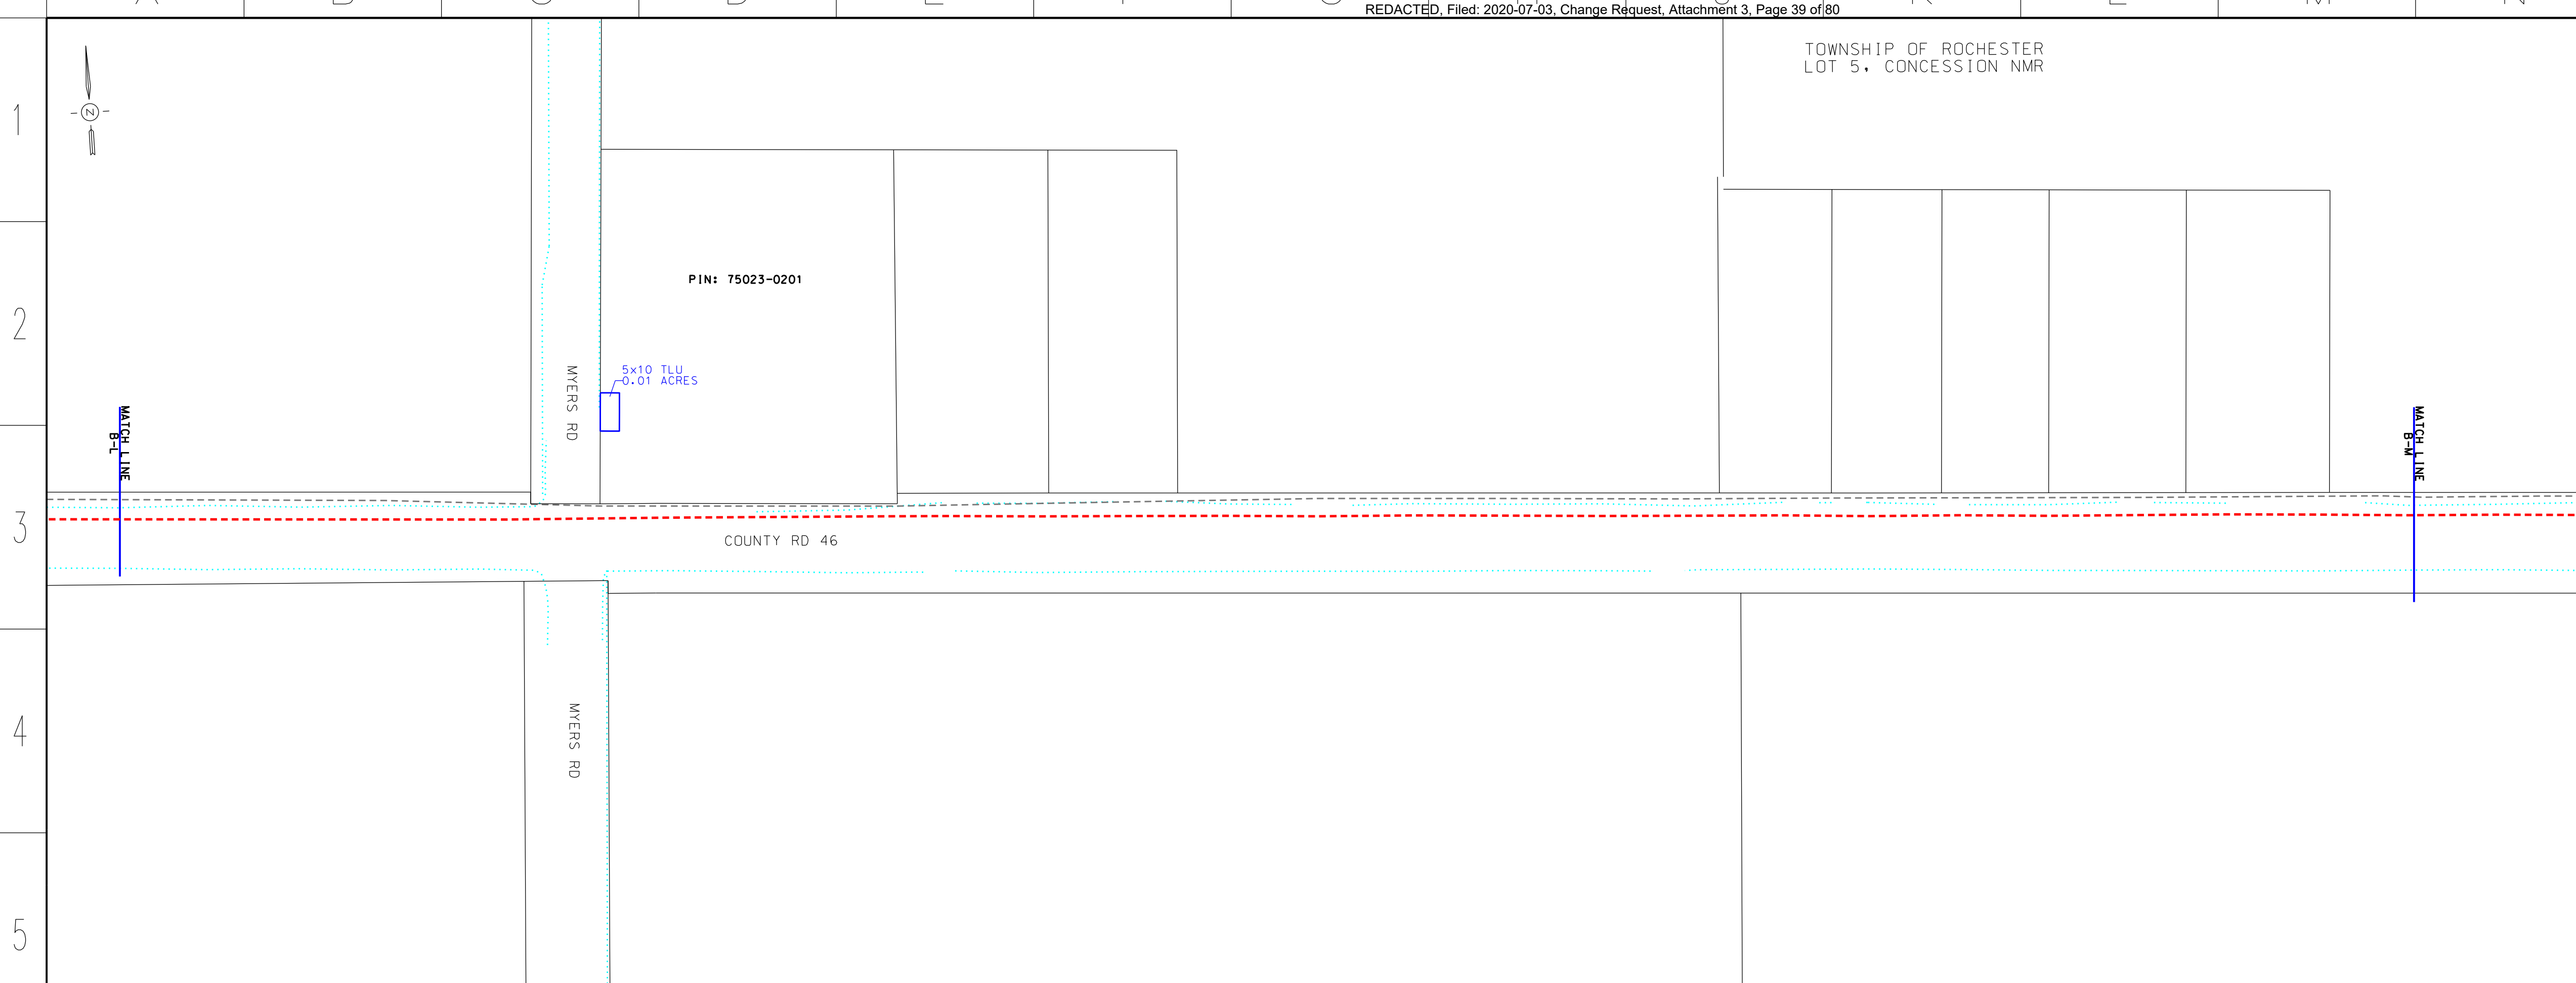 REDACTED, Filed: 2020-07-03, Change Request, Attachment 3, Page 39 of 80
TOWNSHIP OF ROCHESTER
LOT 5, CONCESSION NMR
1
N
PIN: 75023-0201
2
5x10 TLU
0.01 ACRES
MYERS RD
MATCH LINE
B-L
MATCH LINE
B-M
3
COUNTY RD 46
4
MYERS RD
5